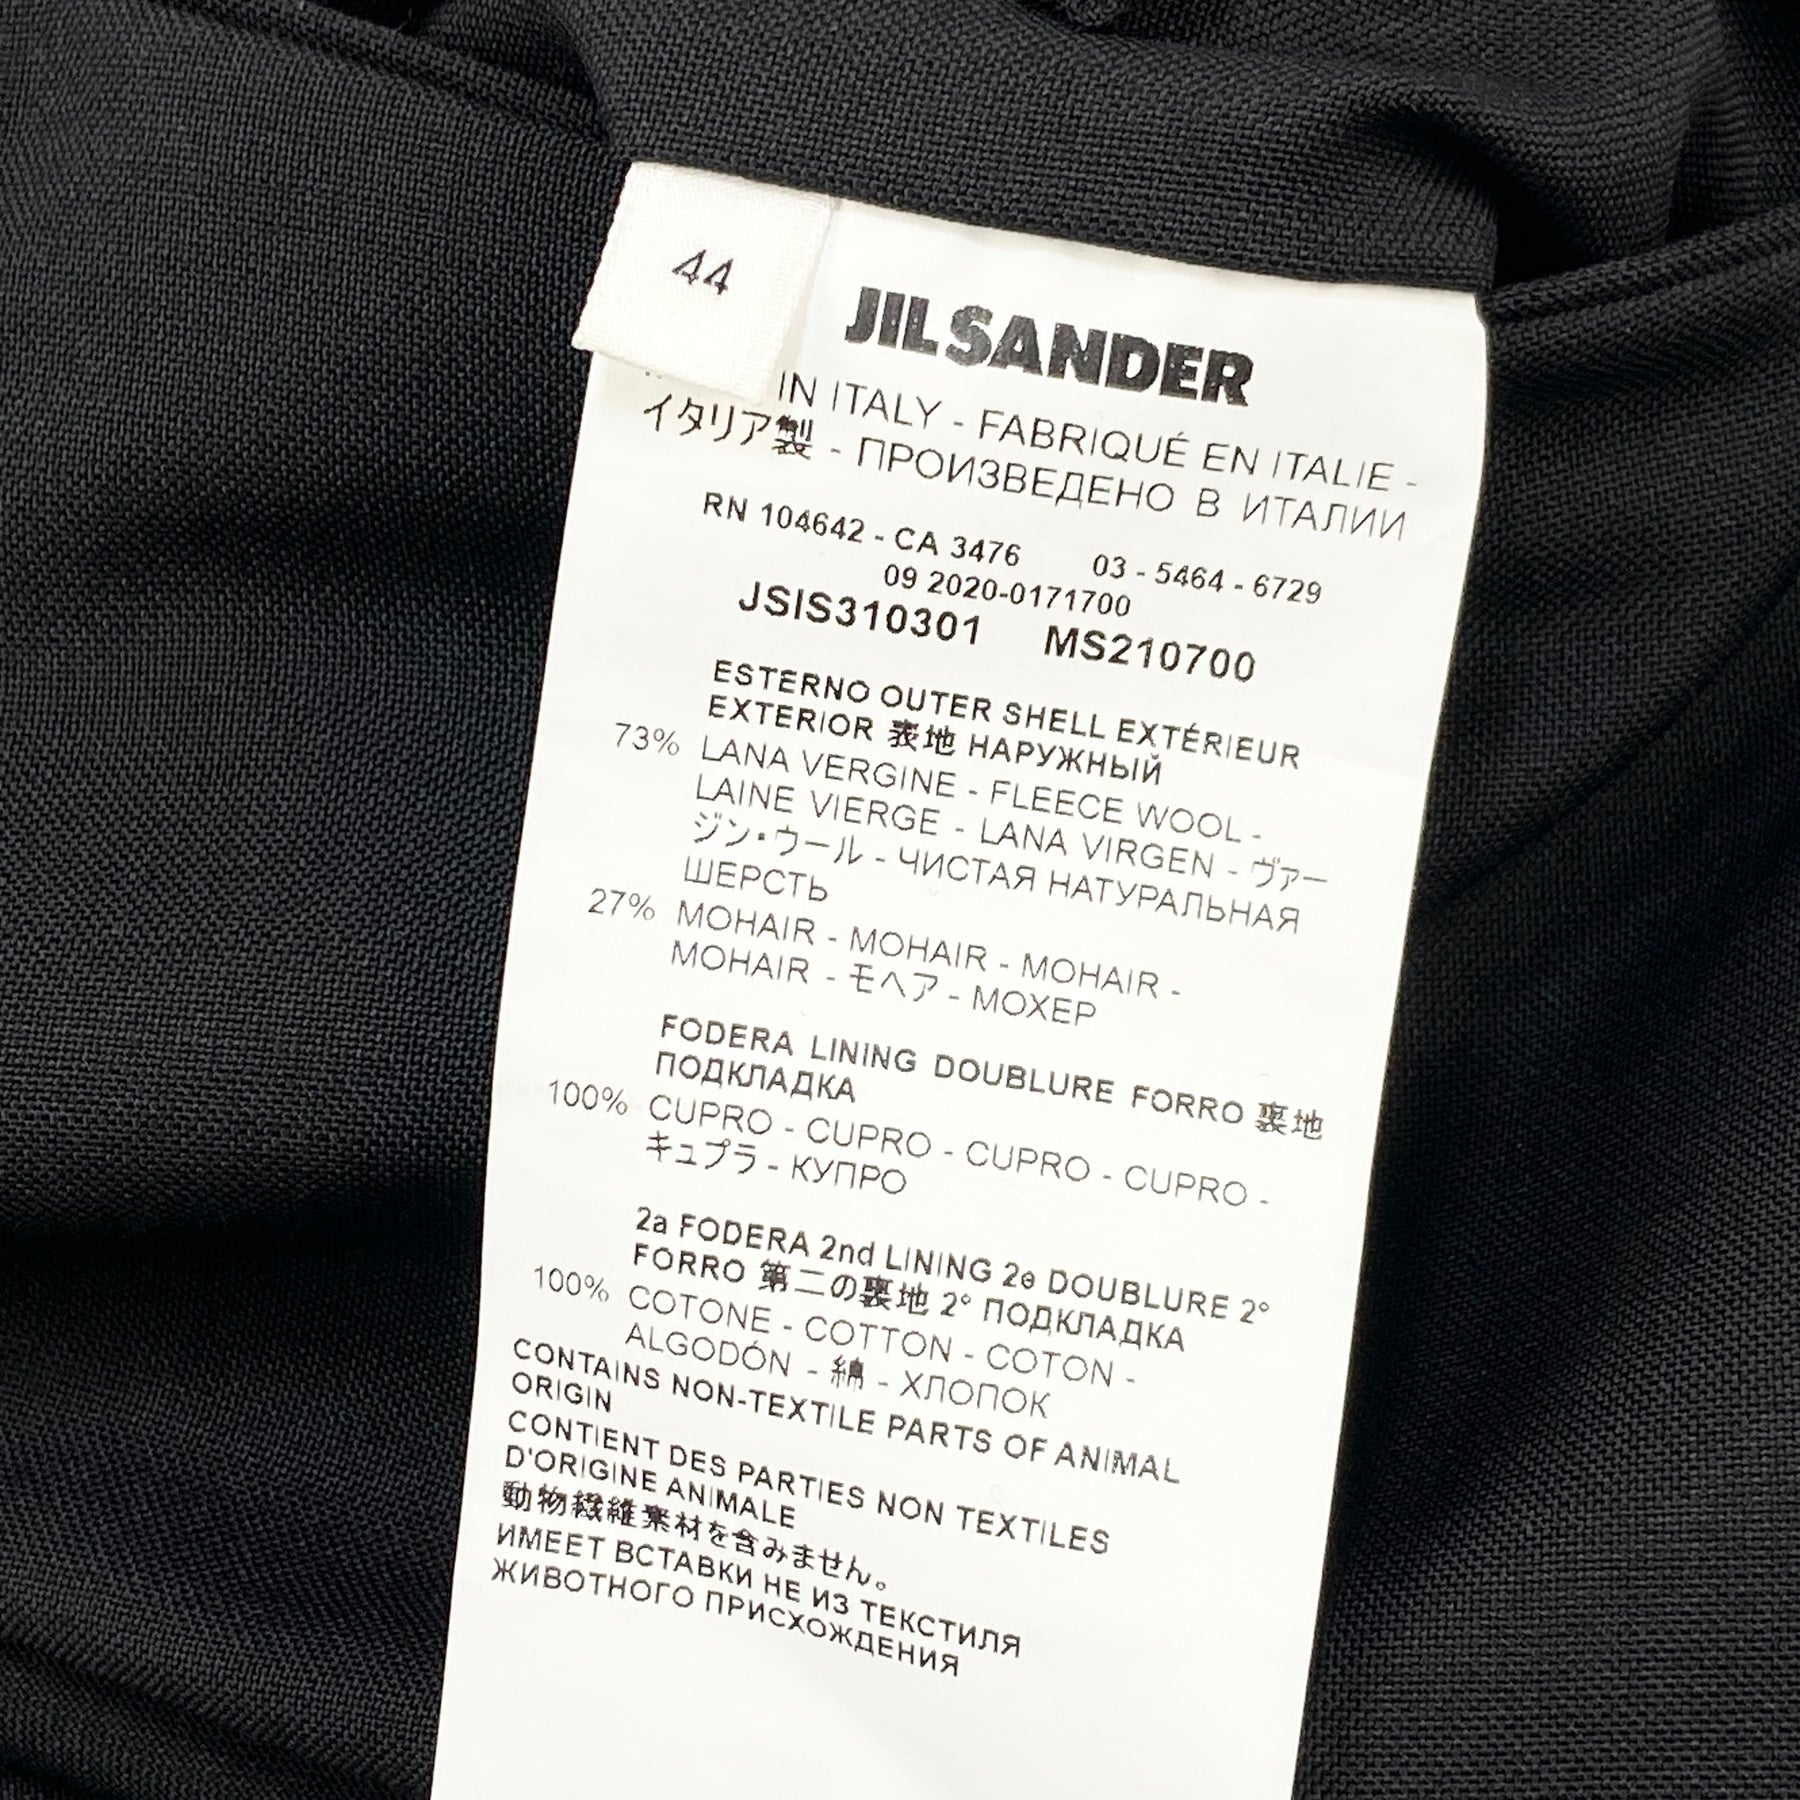 44
JILSANDER
IN ITALY - FABRIQUÉ EN ITALIE -
イタリア製 - ПРОИЗВЕДЕНО В ИТАЛИИ
RN 104642 - CA 3476 03 - 5464 - 6729
09 2020-0171700
JSIS310301 MS210700
ESTERNO OUTER SHELL EXTÉRIEUR
EXTERIOR 表地 НАРУЖНЫЙ
73% LANA VERGINE - FLEECE WOOL -
LAINE VIERGE - LANA VIRGEN - ヴァー
ジン・ウール - ЧИСТАЯ НАТУРАЛЬНАЯ
ШЕРСТЬ
27% MOHAIR - MOHAIR - MOHAIR -
MOHAIR - モヘア - МОХЕР
FODERA LINING DOUBLURE FORRO 裏地
ПОДКЛАДКА
100% CUPRO - CUPRO - CUPRO - CUPRO -
キュプラ - КУПРО
2a FODERA 2nd LINING 2e DOUBLURE 2°
FORRO 第二の裏地 2° ПОДКЛАДКА
100% COTONE - COTTON - COTON -
ALGODÓN - 綿 - ХЛОПОК
CONTAINS NON-TEXTILE PARTS OF ANIMAL
ORIGIN
CONTIENT DES PARTIES NON TEXTILES
D'ORIGINE ANIMALE
動物繊維素材を含みません。
ИМЕЕТ ВСТАВКИ НЕ ИЗ ТЕКСТИЛЯ
ЖИВОТНОГО ПРИСХОЖДЕНИЯ